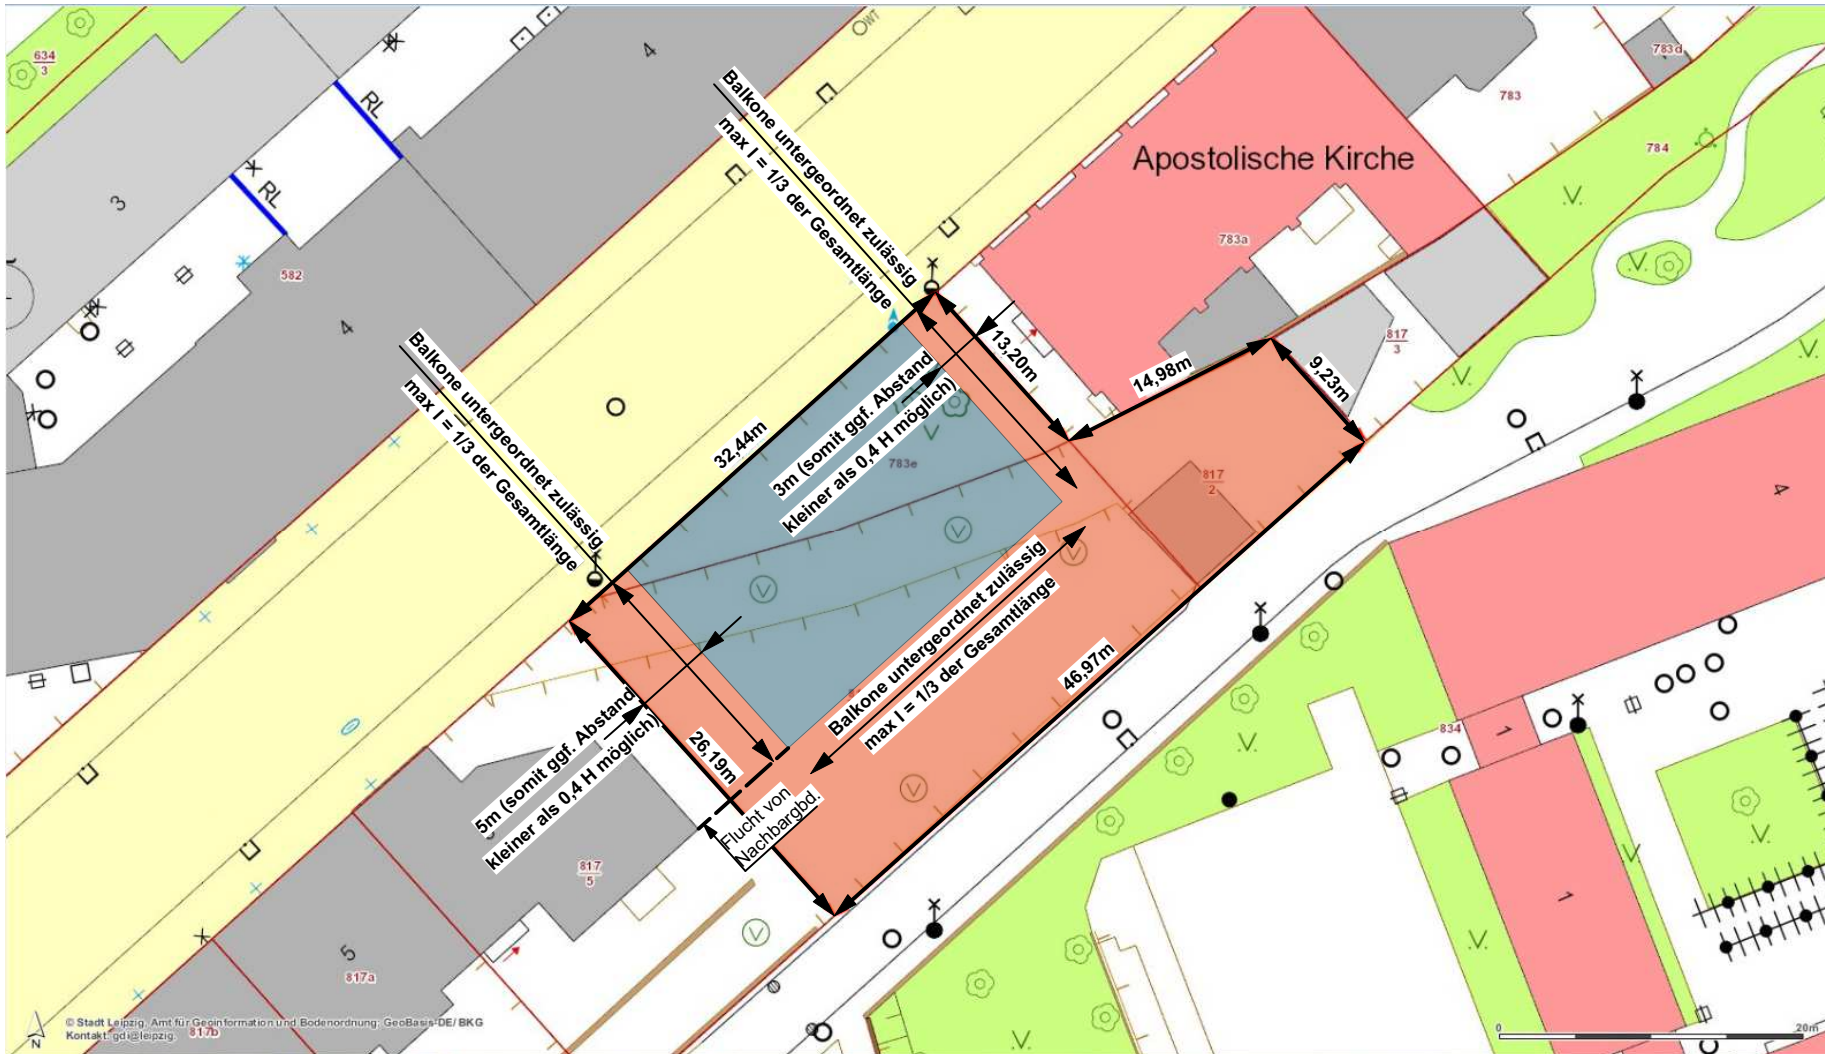 634
3
RL
RL
3
4
582
4
WT
783d
783
784
Apostolische Kirche
783a
817
3
Balkone untergeordnet zulässig
max l = 1/3 der Gesamtlänge
Balkone untergeordnet zulässig
max l = 1/3 der Gesamtlänge
13,20m
14,98m
9,23m
32,44m
3m (somit ggf. Abstand
kleiner als 0,4 H möglich)
783e
817
2
4
Balkone untergeordnet zulässig
max l = 1/3 der Gesamtlänge
46,97m
5m (somit ggf. Abstand
kleiner als 0,4 H möglich)
26,19m
Flucht von
Nachbargbd.
834
1
1
817
5
5
817a
817b
N
© Stadt Leipzig, Amt für Geoinformation und Bodenordnung; GeoBasis-DE/ BKG
Kontakt: gdi@leipzig.
0
20m